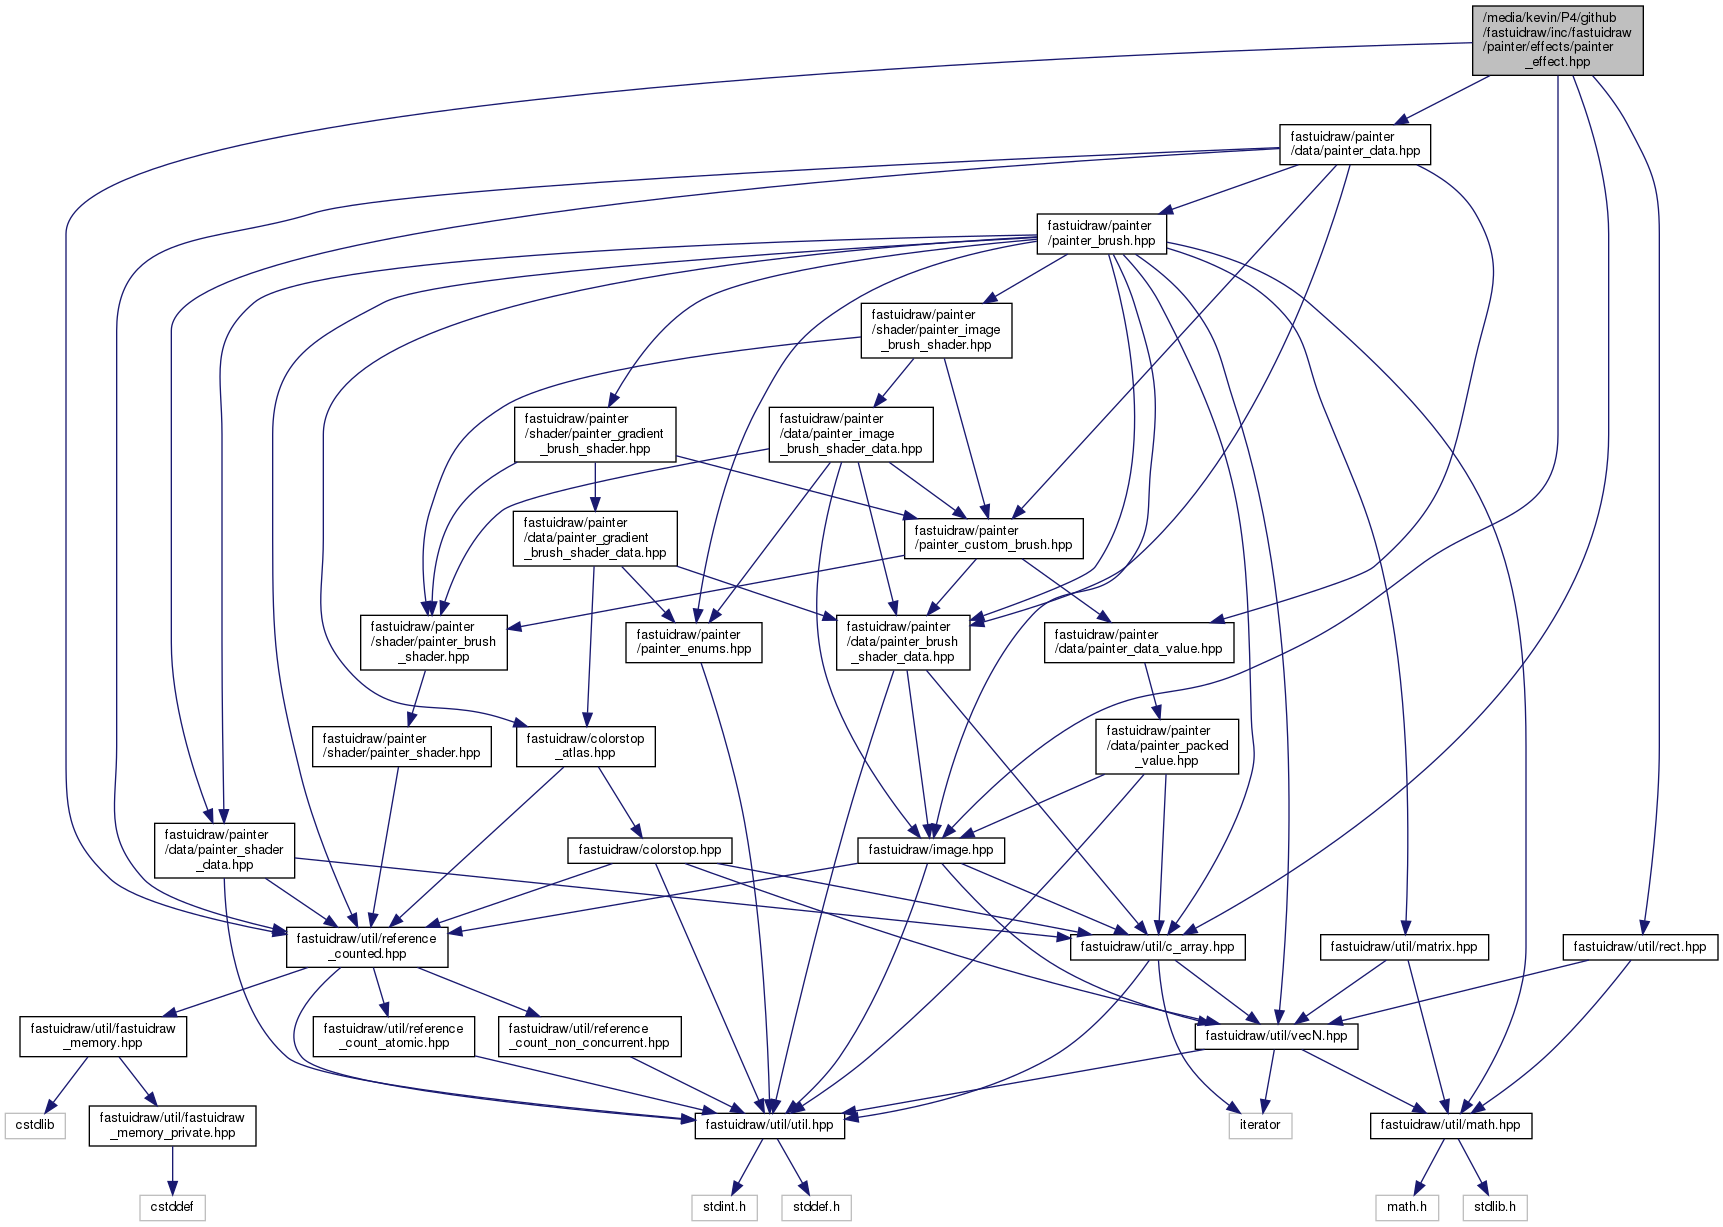 /media/kevin/P4/github
/fastuidraw/inc/fastuidraw
/painter/effects/painter
_effect.hpp
fastuidraw/painter
/data/painter_data.hpp
fastuidraw/painter
/painter_brush.hpp
fastuidraw/painter
/shader/painter_image
_brush_shader.hpp
fastuidraw/painter
/shader/painter_gradient
_brush_shader.hpp
fastuidraw/painter
/data/painter_image
_brush_shader_data.hpp
fastuidraw/painter
/data/painter_gradient
_brush_shader_data.hpp
fastuidraw/painter
/painter_custom_brush.hpp
fastuidraw/painter
/shader/painter_brush
_shader.hpp
fastuidraw/painter
/painter_enums.hpp
fastuidraw/painter
/data/painter_brush
_shader_data.hpp
fastuidraw/painter
/data/painter_data_value.hpp
fastuidraw/painter
/shader/painter_shader.hpp
fastuidraw/colorstop
_atlas.hpp
fastuidraw/painter
/data/painter_packed
_value.hpp
fastuidraw/painter
/data/painter_shader
_data.hpp
fastuidraw/colorstop.hpp
fastuidraw/image.hpp
fastuidraw/util/reference
_counted.hpp
fastuidraw/util/c_array.hpp
fastuidraw/util/matrix.hpp
fastuidraw/util/rect.hpp
fastuidraw/util/fastuidraw
_memory.hpp
fastuidraw/util/reference
_count_atomic.hpp
fastuidraw/util/reference
_count_non_concurrent.hpp
fastuidraw/util/vecN.hpp
cstdlib
fastuidraw/util/fastuidraw
_memory_private.hpp
fastuidraw/util/util.hpp
iterator
fastuidraw/util/math.hpp
cstddef
stdint.h
stddef.h
math.h
stdlib.h